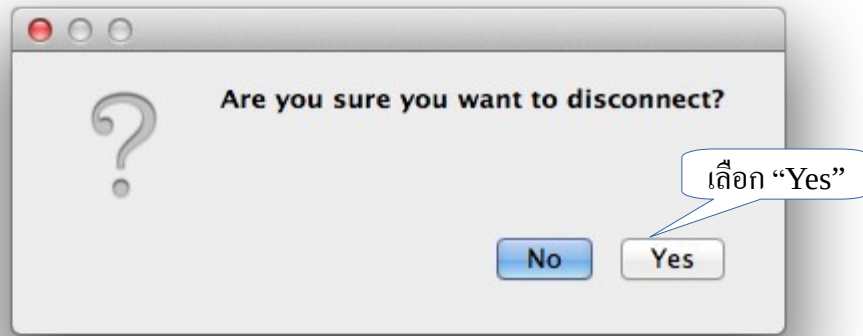 Are you sure you want to disconnect?
เลือก “Yes”
No
Yes